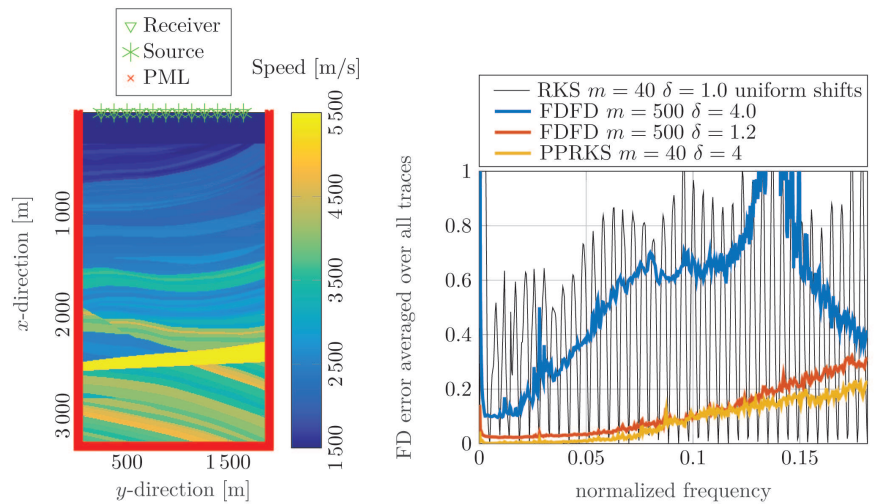 Receiver
Source
PML
Speed [m/s]
x-direction [m]
1 000
2 000
3 000
500
1 500
y-direction [m]
5 500
4 500
3 500
2 500
1 500
RKS m = 40 δ = 1.0 uniform shifts
FDFD m = 500 δ = 4.0
FDFD m = 500 δ = 1.2
PPRKS m = 40 δ = 4
FD error averaged over all traces
1
0.8
0.6
0.4
0.2
0
0
0.05
0.1
0.15
normalized frequency